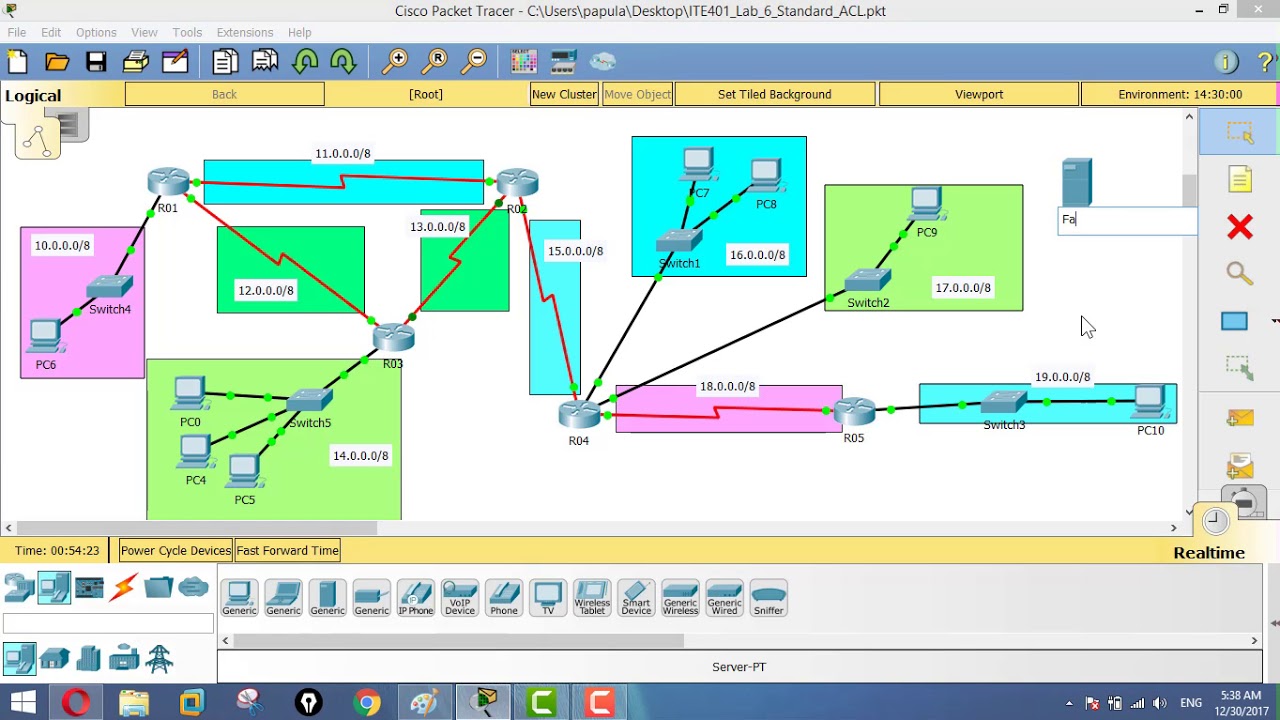 Cisco Packet Tracer - C:\Users\papula\Desktop\ITE401_Lab_6_Standard_ACL.pkt
File Edit Options View Tools Extensions Help
Logical Back [Root] New Cluster Move Object Set Tiled Background Viewport Environment: 14:30:00
11.0.0.0/8
R01
R02
13.0.0.0/8
10.0.0.0/8
12.0.0.0/8
15.0.0.0/8
Switch4
PC6
R03
PC7
PC8
Switch1
16.0.0.0/8
PC9
Switch2
17.0.0.0/8
Fa
PC0
Switch5
PC4
PC5
14.0.0.0/8
18.0.0.0/8
R04
R05
19.0.0.0/8
Switch3
PC10
Time: 00:54:23 Power Cycle Devices Fast Forward Time
Realtime
Generic Generic Generic Generic IP Phone VoIP Device Phone TV Wireless Tablet Smart Device Generic Wireless Generic Wired Sniffer
Server-PT
ENG
5:38 AM
12/30/2017